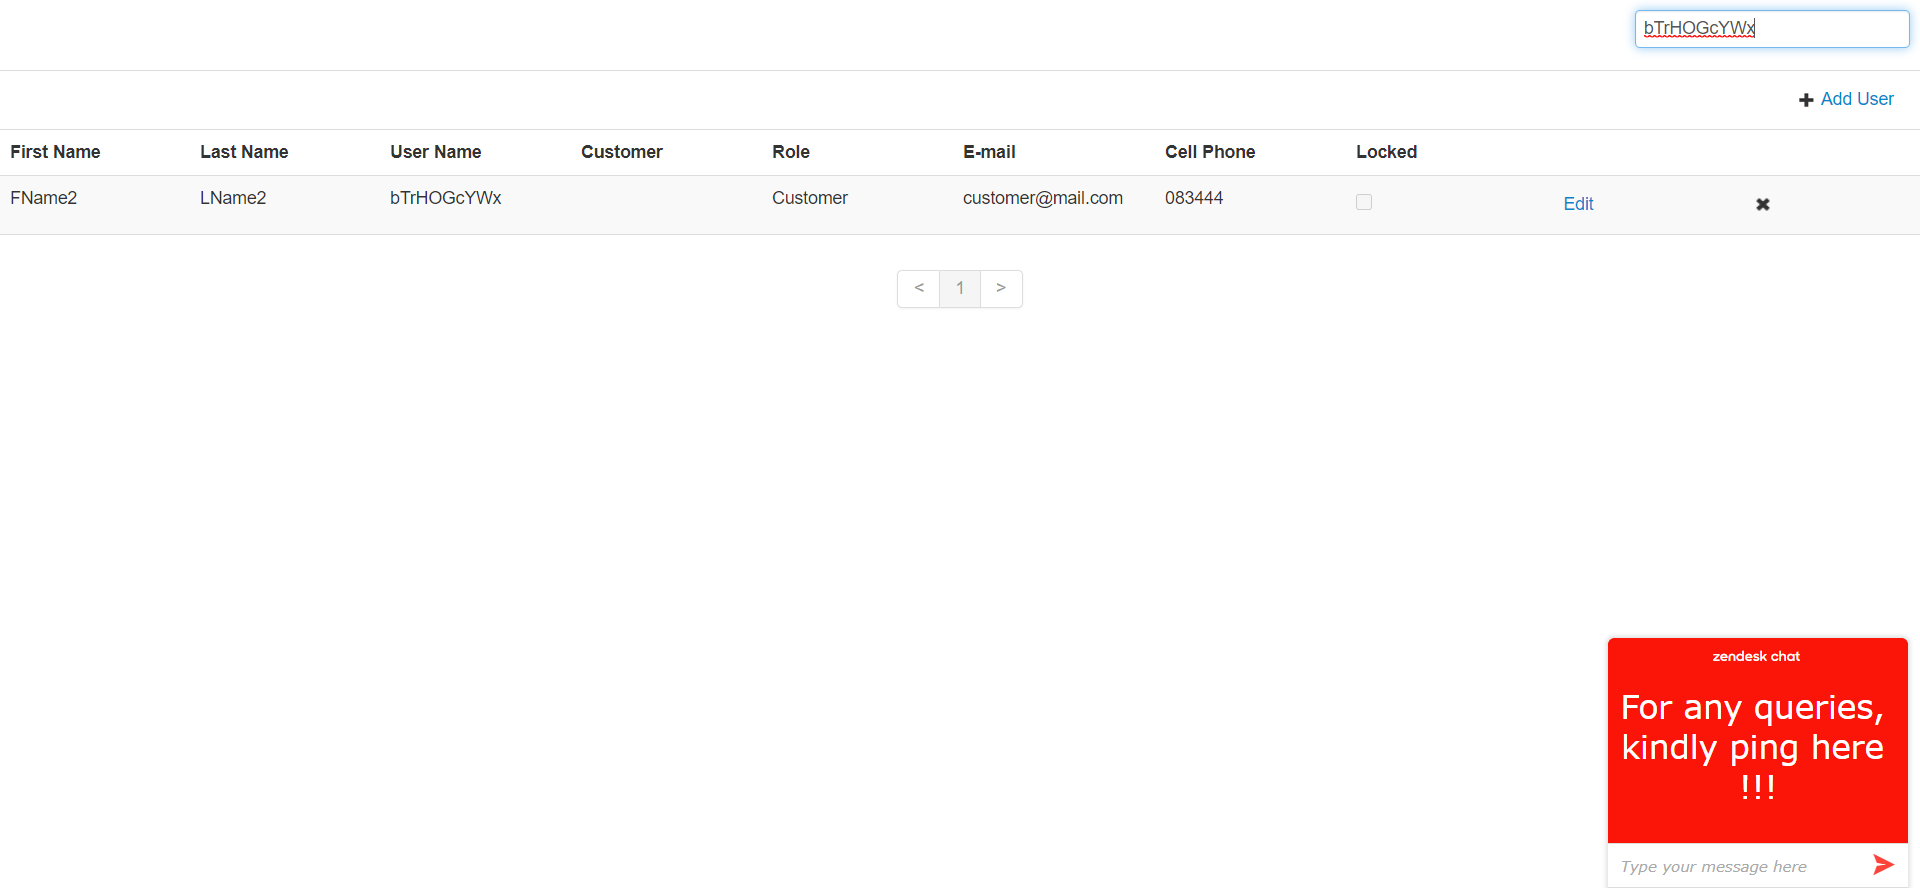 bTrHOGcYWx
Add User
First Name Last Name User Name Customer Role E-mail Cell Phone Locked
FName2 LName2 bTrHOGcYWx Customer customer@mail.com 083444 Edit
< 1 >
zendesk chat
For any queries,
kindly ping here
!!!
Type your message here